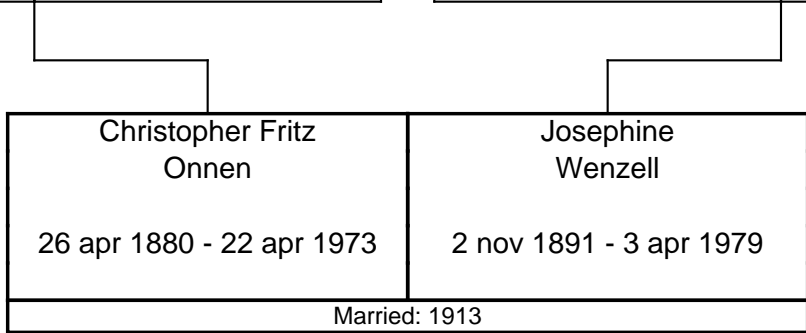 Christopher Fritz
Onnen
26 apr 1880 - 22 apr 1973
Josephine
Wenzell
2 nov 1891 - 3 apr 1979
Married: 1913